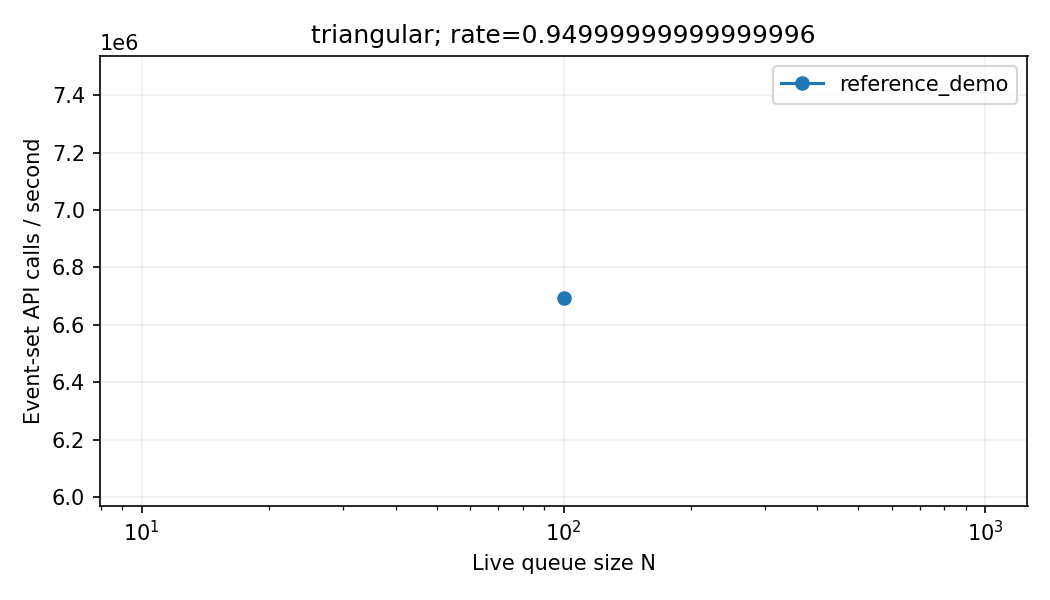 triangular; rate=0.94999999999999996
1e6
reference_demo
7.4
7.2
7.0
6.8
6.6
6.4
6.2
6.0
Event-set API calls / second
10¹ 10² 10³
Live queue size N